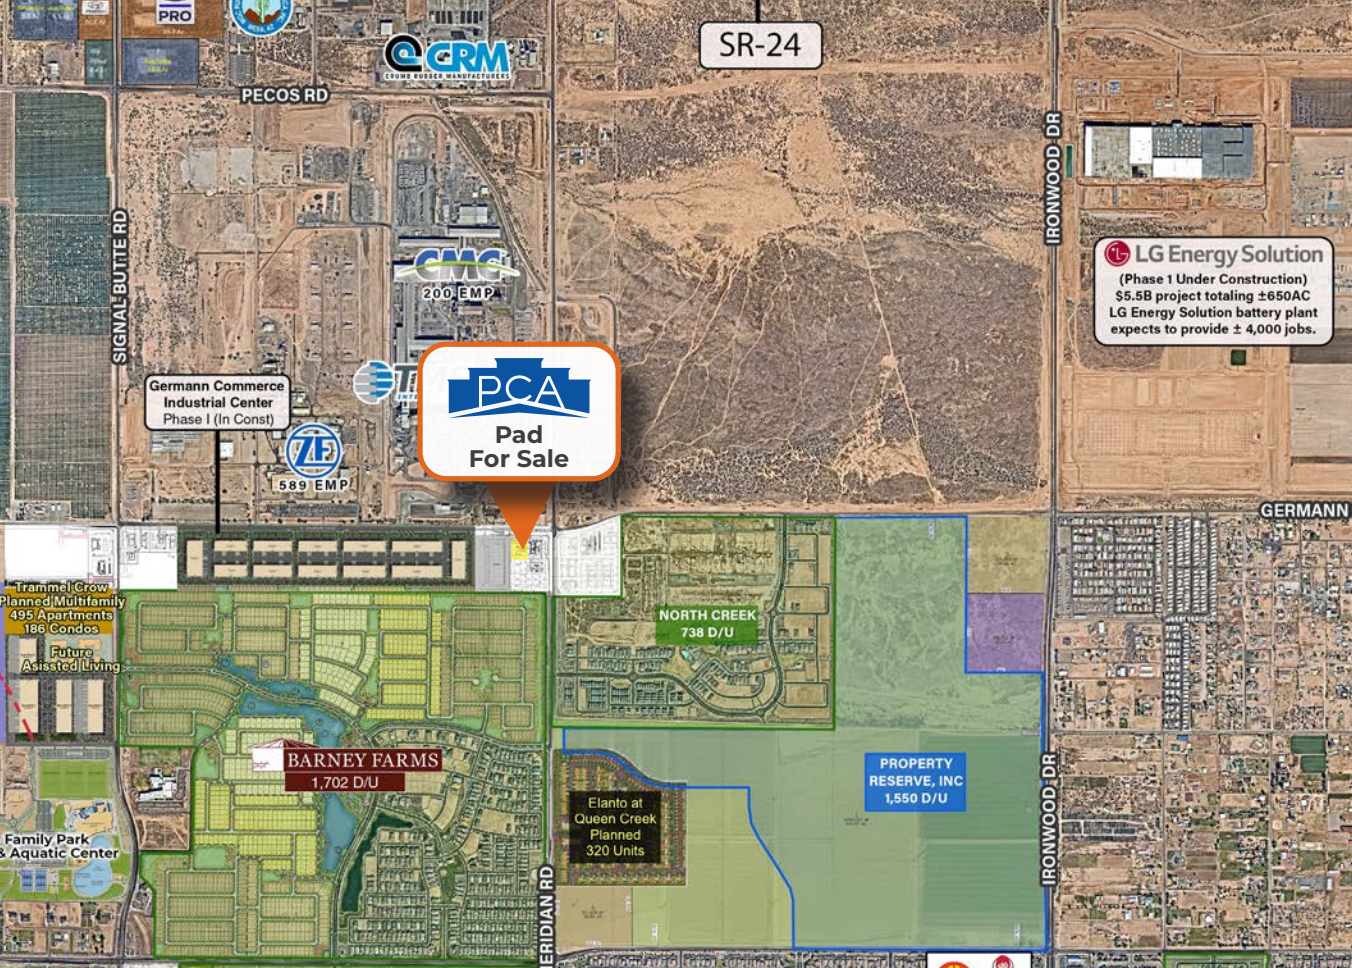 PRO
CRM
CRUMB RUBBER MANUFACTURERS
SR-24
PECOS RD
SIGNAL BUTTE RD
IRONWOOD DR
CMC
200 EMP
LG Energy Solution
(Phase 1 Under Construction)
$5.5B project totaling ±650AC
LG Energy Solution battery plant
expects to provide ± 4,000 jobs.
Germann Commerce
Industrial Center
Phase I (In Const)
PCA
Pad
For Sale
ZF
589 EMP
GERMANN
Trammel Crow
Planned Multifamily
495 Apartments
186 Condos
Future
Asissted Living
NORTH CREEK
738 D/U
BARNEY FARMS
1,702 D/U
PROPERTY
RESERVE, INC
1,550 D/U
Elanto at
Queen Creek
Planned
320 Units
Family Park
& Aquatic Center
ERIDIAN RD
IRONWOOD DR